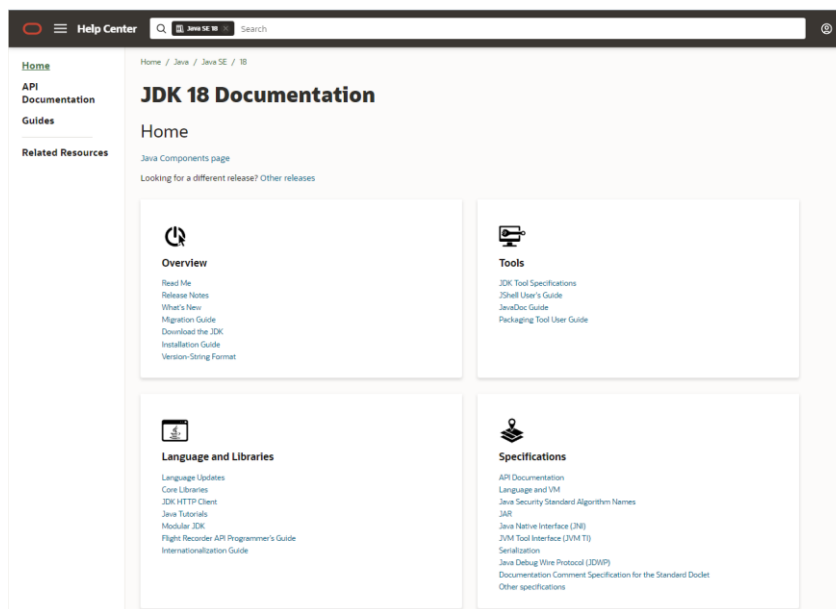 Help Center
Java SE 18
Search
Home
API
Documentation
Guides
Related Resources
Home / Java / Java SE / 18
JDK 18 Documentation
Home
Java Components page
Looking for a different release? Other releases
Overview
Read Me
Release Notes
What's New
Migration Guide
Download the JDK
Installation Guide
Version-String Format
Tools
JDK Tool Specifications
JShell User's Guide
JavaDoc Guide
Packaging Tool User Guide
Language and Libraries
Language Updates
Core Libraries
JDK HTTP Client
Java Tutorials
Modular JDK
Flight Recorder API Programmer's Guide
Internationalization Guide
Specifications
API Documentation
Language and VM
Java Security Standard Algorithm Names
JAR
Java Native Interface (JNI)
JVM Tool Interface (JVM TI)
Serialization
Java Debug Wire Protocol (JDWP)
Documentation Comment Specification for the Standard Doclet
Other specifications